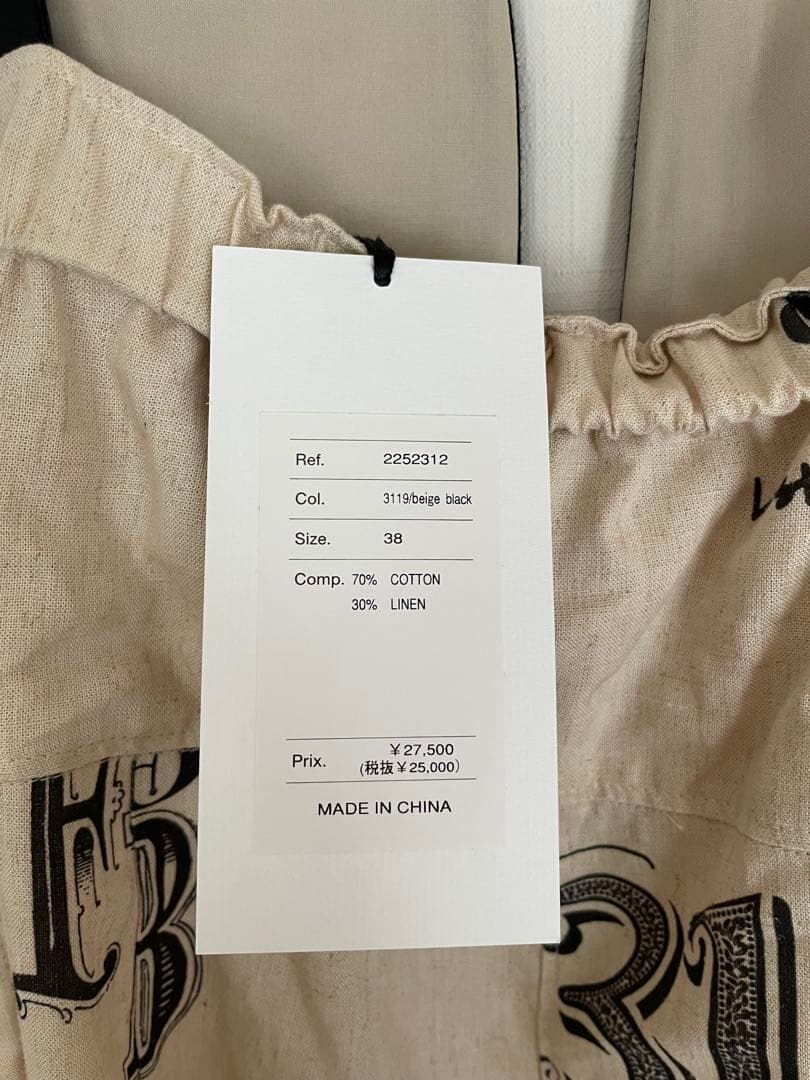 Ref. 2252312
Col. 3119/beige black
Size. 38
Comp. 70% COTTON
30% LINEN
Prix. ¥27,500
(税抜¥25,000)
MADE IN CHINA